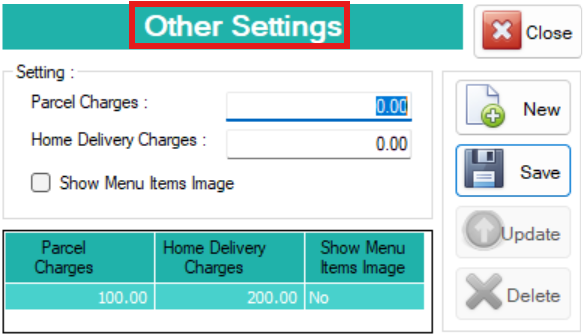 Other Settings
Close
Setting :
Parcel Charges :
0.00
New
Home Delivery Charges :
0.00
Show Menu Items Image
Save
Update
Parcel Charges
Home Delivery Charges
Show Menu Items Image
100.00
200.00
No
Delete